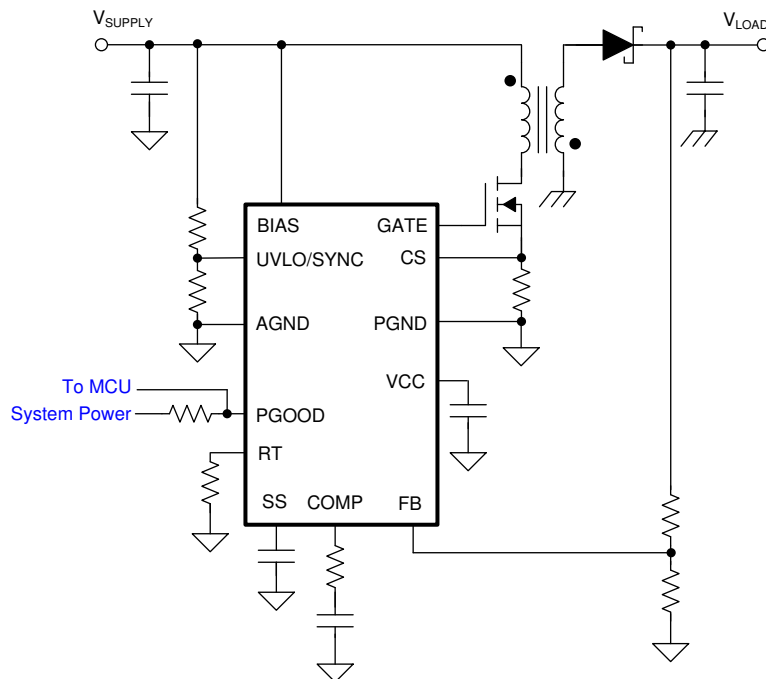 VSUPPLY
VLOAD
BIAS
GATE
UVLO/SYNC
CS
AGND
PGND
VCC
To MCU
System Power
PGOOD
RT
SS
COMP
FB